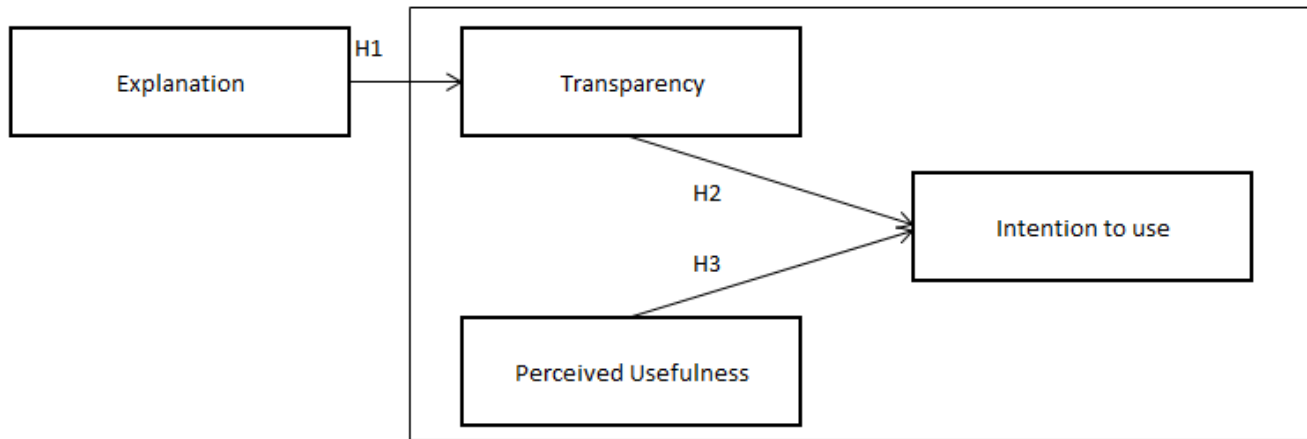 H1
Explanation
Transparency
H2
Intention to use
H3
Perceived Usefulness